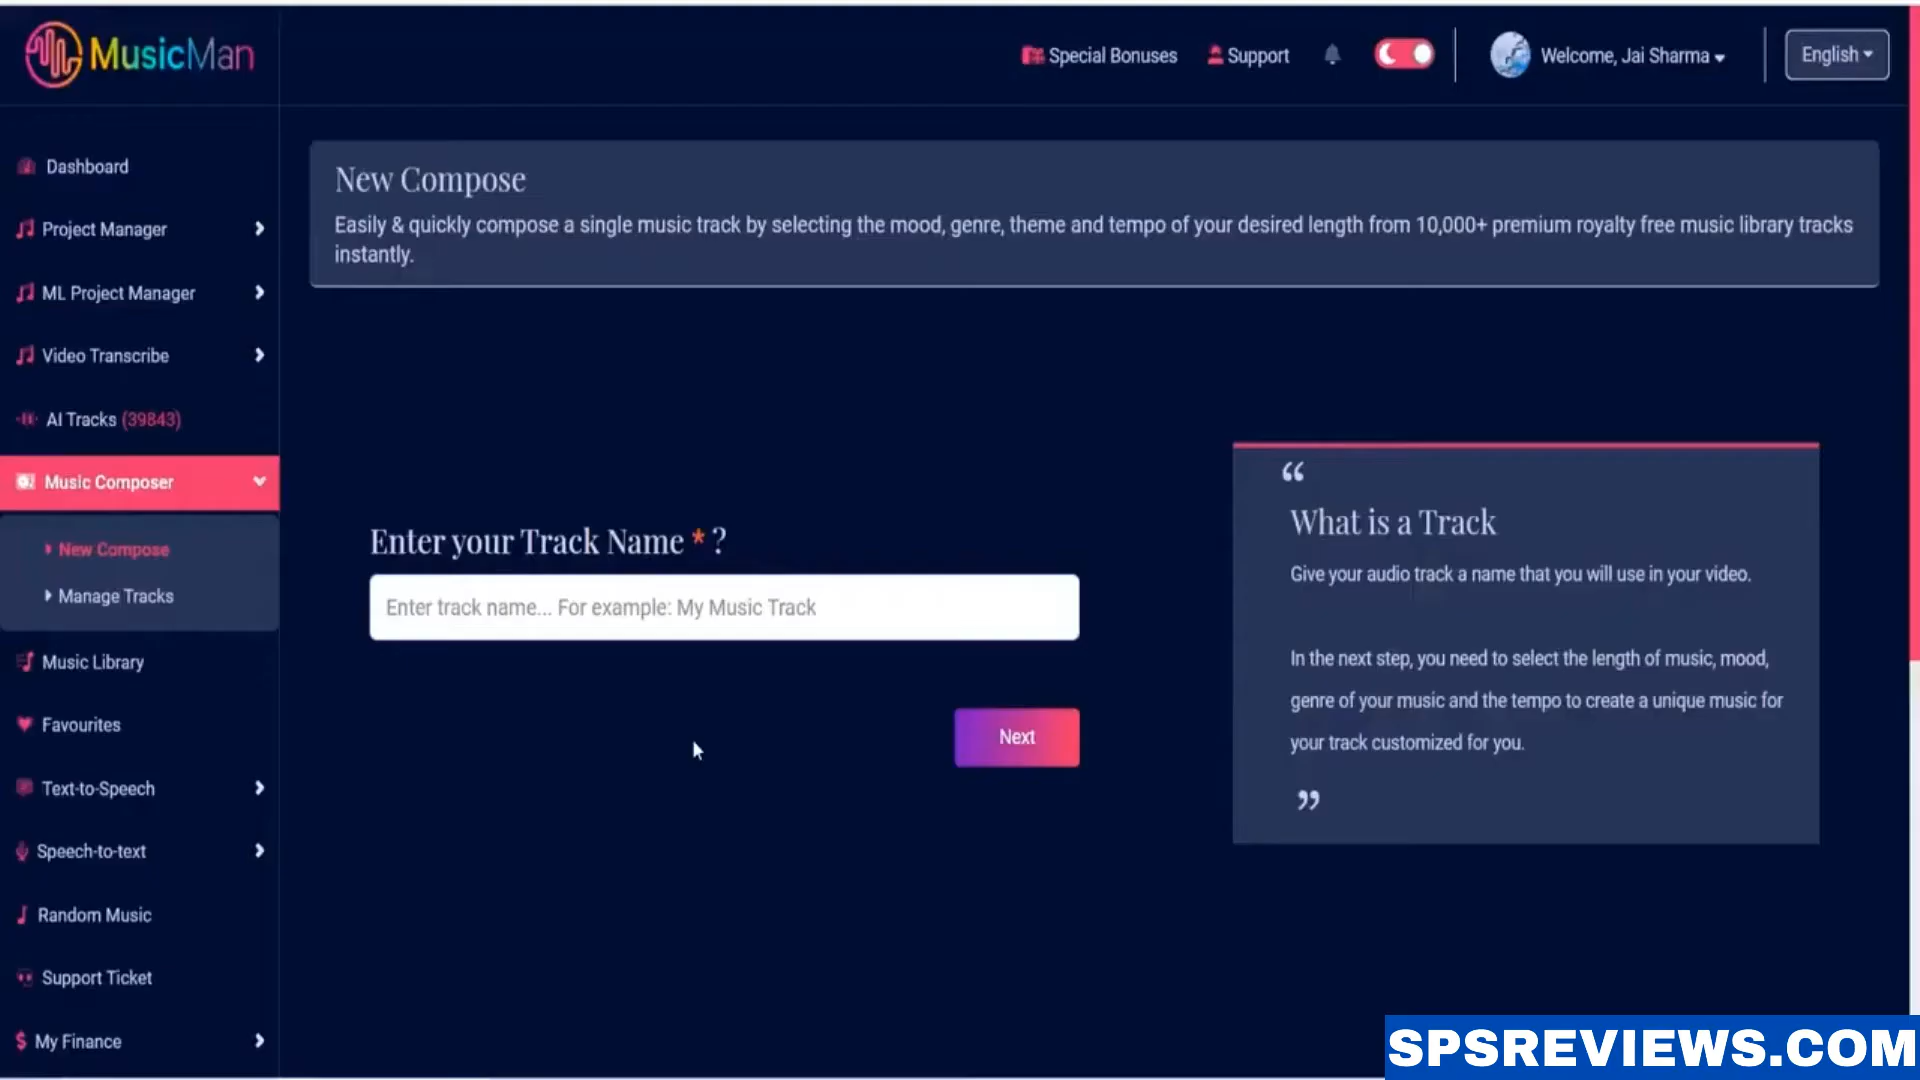 MusicMan
Special Bonuses
Support
Welcome, Jai Sharma
English
Dashboard
Project Manager
ML Project Manager
Video Transcribe
AI Tracks (39843)
Music Composer
New Compose
Manage Tracks
Music Library
Favourites
Text-to-Speech
Speech-to-text
Random Music
Support Ticket
My Finance
New Compose
Easily & quickly compose a single music track by selecting the mood, genre, theme and tempo of your desired length from 10,000+ premium royalty free music library tracks
instantly.
Enter your Track Name * ?
Enter track name... For example: My Music Track
Next
“
What is a Track
Give your audio track a name that you will use in your video.
In the next step, you need to select the length of music, mood,
genre of your music and the tempo to create a unique music for
your track customized for you.
”
SPSREVIEWS.COM